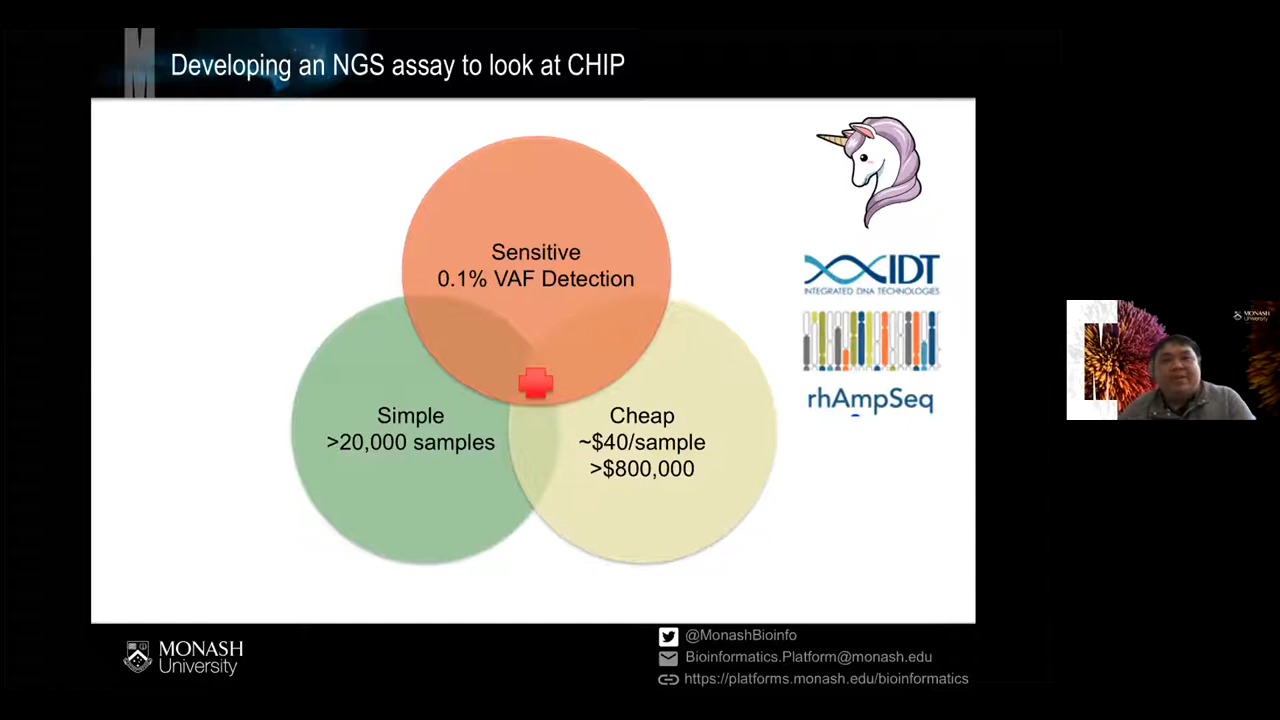 Developing an NGS assay to look at CHIP
Sensitive
0.1% VAF Detection
Simple
>20,000 samples
Cheap
~$40/sample
>$800,000
IDT
INTEGRATED DNA TECHNOLOGIES
rhAmpSeq
MONASH
University
MONASH
University
@MonashBioinfo
Bioinformatics.Platform@monash.edu
https://platforms.monash.edu/bioinformatics